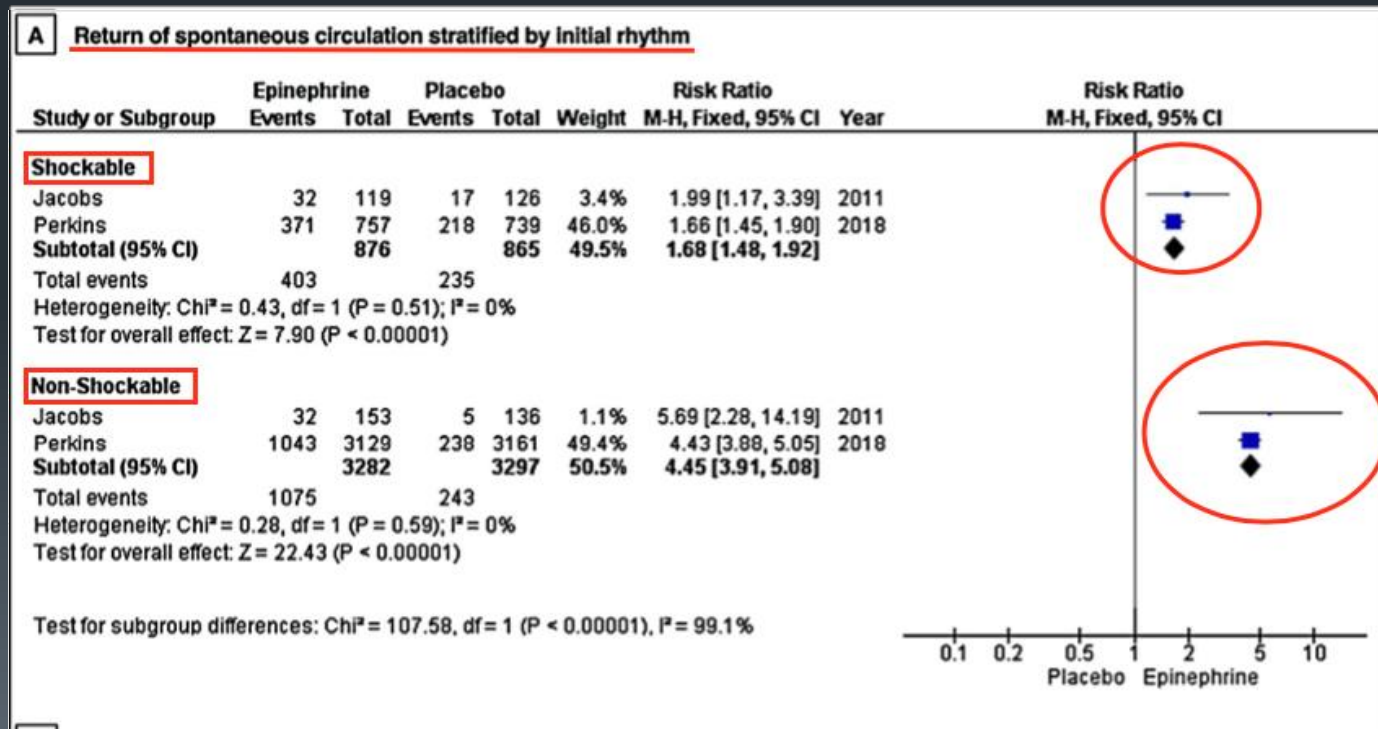 A Return of spontaneous circulation stratified by initial rhythm
Epinephrine Placebo Risk Ratio Risk Ratio
Study or Subgroup Events Total Events Total Weight M-H, Fixed, 95% CI Year M-H, Fixed, 95% CI
Shockable
Jacobs 32 119 17 126 3.4% 1.99 [1.17, 3.39] 2011
Perkins 371 757 218 739 46.0% 1.66 [1.45, 1.90] 2018
Subtotal (95% CI) 876 865 49.5% 1.68 [1.48, 1.92]
Total events 403 235
Heterogeneity: Chi² = 0.43, df = 1 (P = 0.51); I² = 0%
Test for overall effect: Z = 7.90 (P < 0.00001)
Non-Shockable
Jacobs 32 153 5 136 1.1% 5.69 [2.28, 14.19] 2011
Perkins 1043 3129 238 3161 49.4% 4.43 [3.88, 5.05] 2018
Subtotal (95% CI) 3282 3297 50.5% 4.45 [3.91, 5.08]
Total events 1075 243
Heterogeneity: Chi² = 0.28, df = 1 (P = 0.59); I² = 0%
Test for overall effect: Z = 22.43 (P < 0.00001)
Test for subgroup differences: Chi² = 107.58, df = 1 (P < 0.00001), I² = 99.1%
0.1 0.2 0.5 1 2 5 10
Placebo Epinephrine